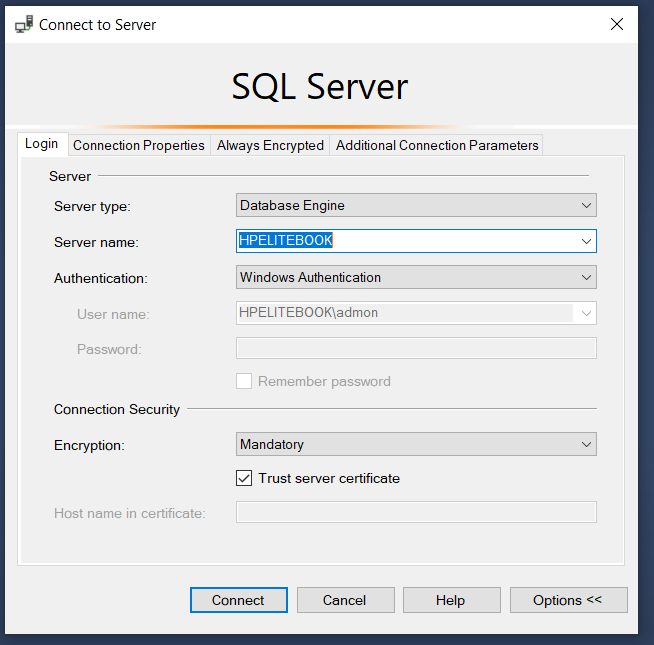 Connect to Server
SQL Server
Login Connection Properties Always Encrypted Additional Connection Parameters
Server
Server type: Database Engine
Server name: HPELITEBOOK
Authentication: Windows Authentication
User name: HPELITEBOOK\admon
Password:
Remember password
Connection Security
Encryption: Mandatory
Trust server certificate
Host name in certificate:
Connect Cancel Help Options <<